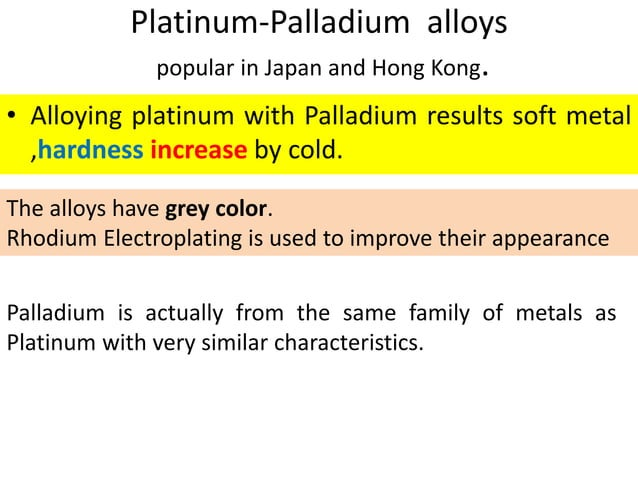 Platinum-Palladium alloys
popular in Japan and Hong Kong.
• Alloying platinum with Palladium results soft metal
,hardness increase by cold.
The alloys have grey color.
Rhodium Electroplating is used to improve their appearance
Palladium is actually from the same family of metals as
Platinum with very similar characteristics.